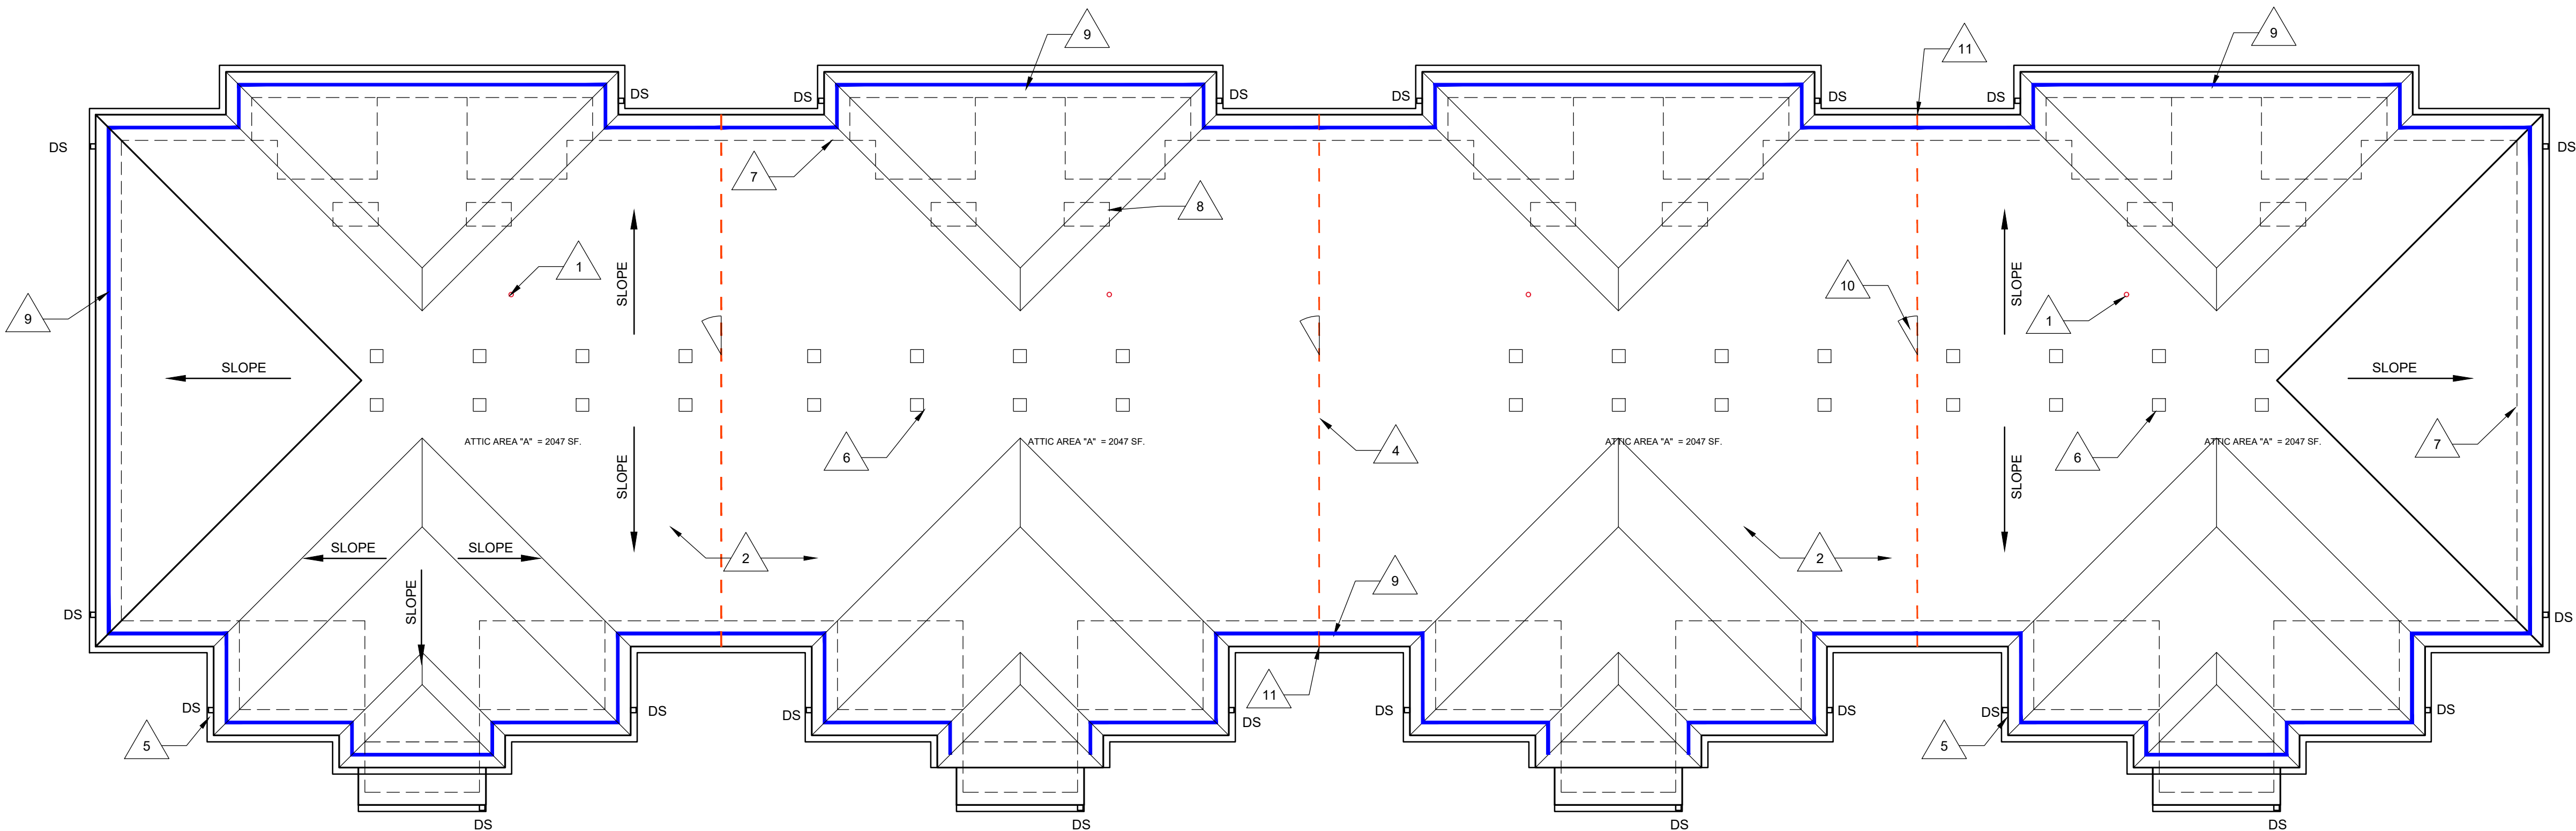 9
11
9
DS
DS
DS
DS
DS
DS
DS
DS
7
8
1
SLOPE
SLOPE
10
1
9
SLOPE
SLOPE
ATTIC AREA "A" = 2047 SF.
ATTIC AREA "A" = 2047 SF.
ATTIC AREA "A" = 2047 SF.
ATTIC AREA "A" = 2047 SF.
6
4
6
7
SLOPE
SLOPE
SLOPE
SLOPE
2
2
9
SLOPE
DS
DS
11
DS
DS
DS
DS
DS
DS
DS
DS
5
5
DS
DS
DS
DS